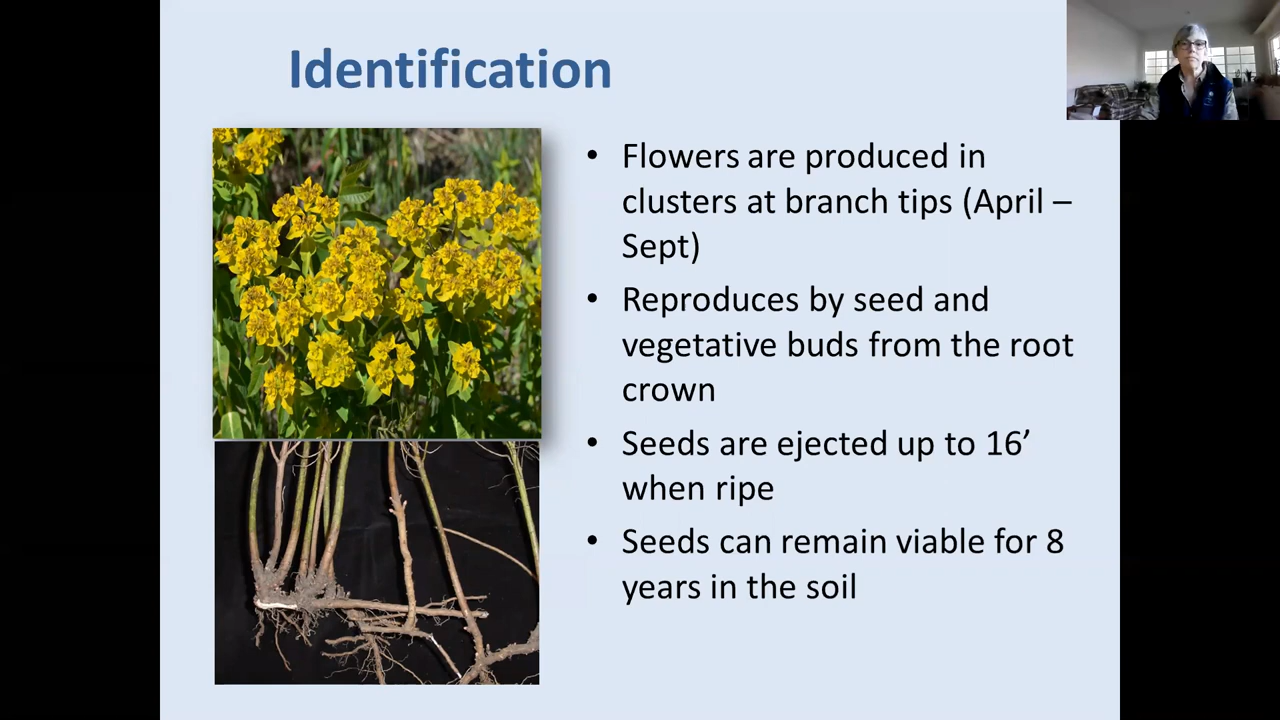 Identification
• Flowers are produced in
clusters at branch tips (April –
Sept)
• Reproduces by seed and
vegetative buds from the root
crown
• Seeds are ejected up to 16’
when ripe
• Seeds can remain viable for 8
years in the soil